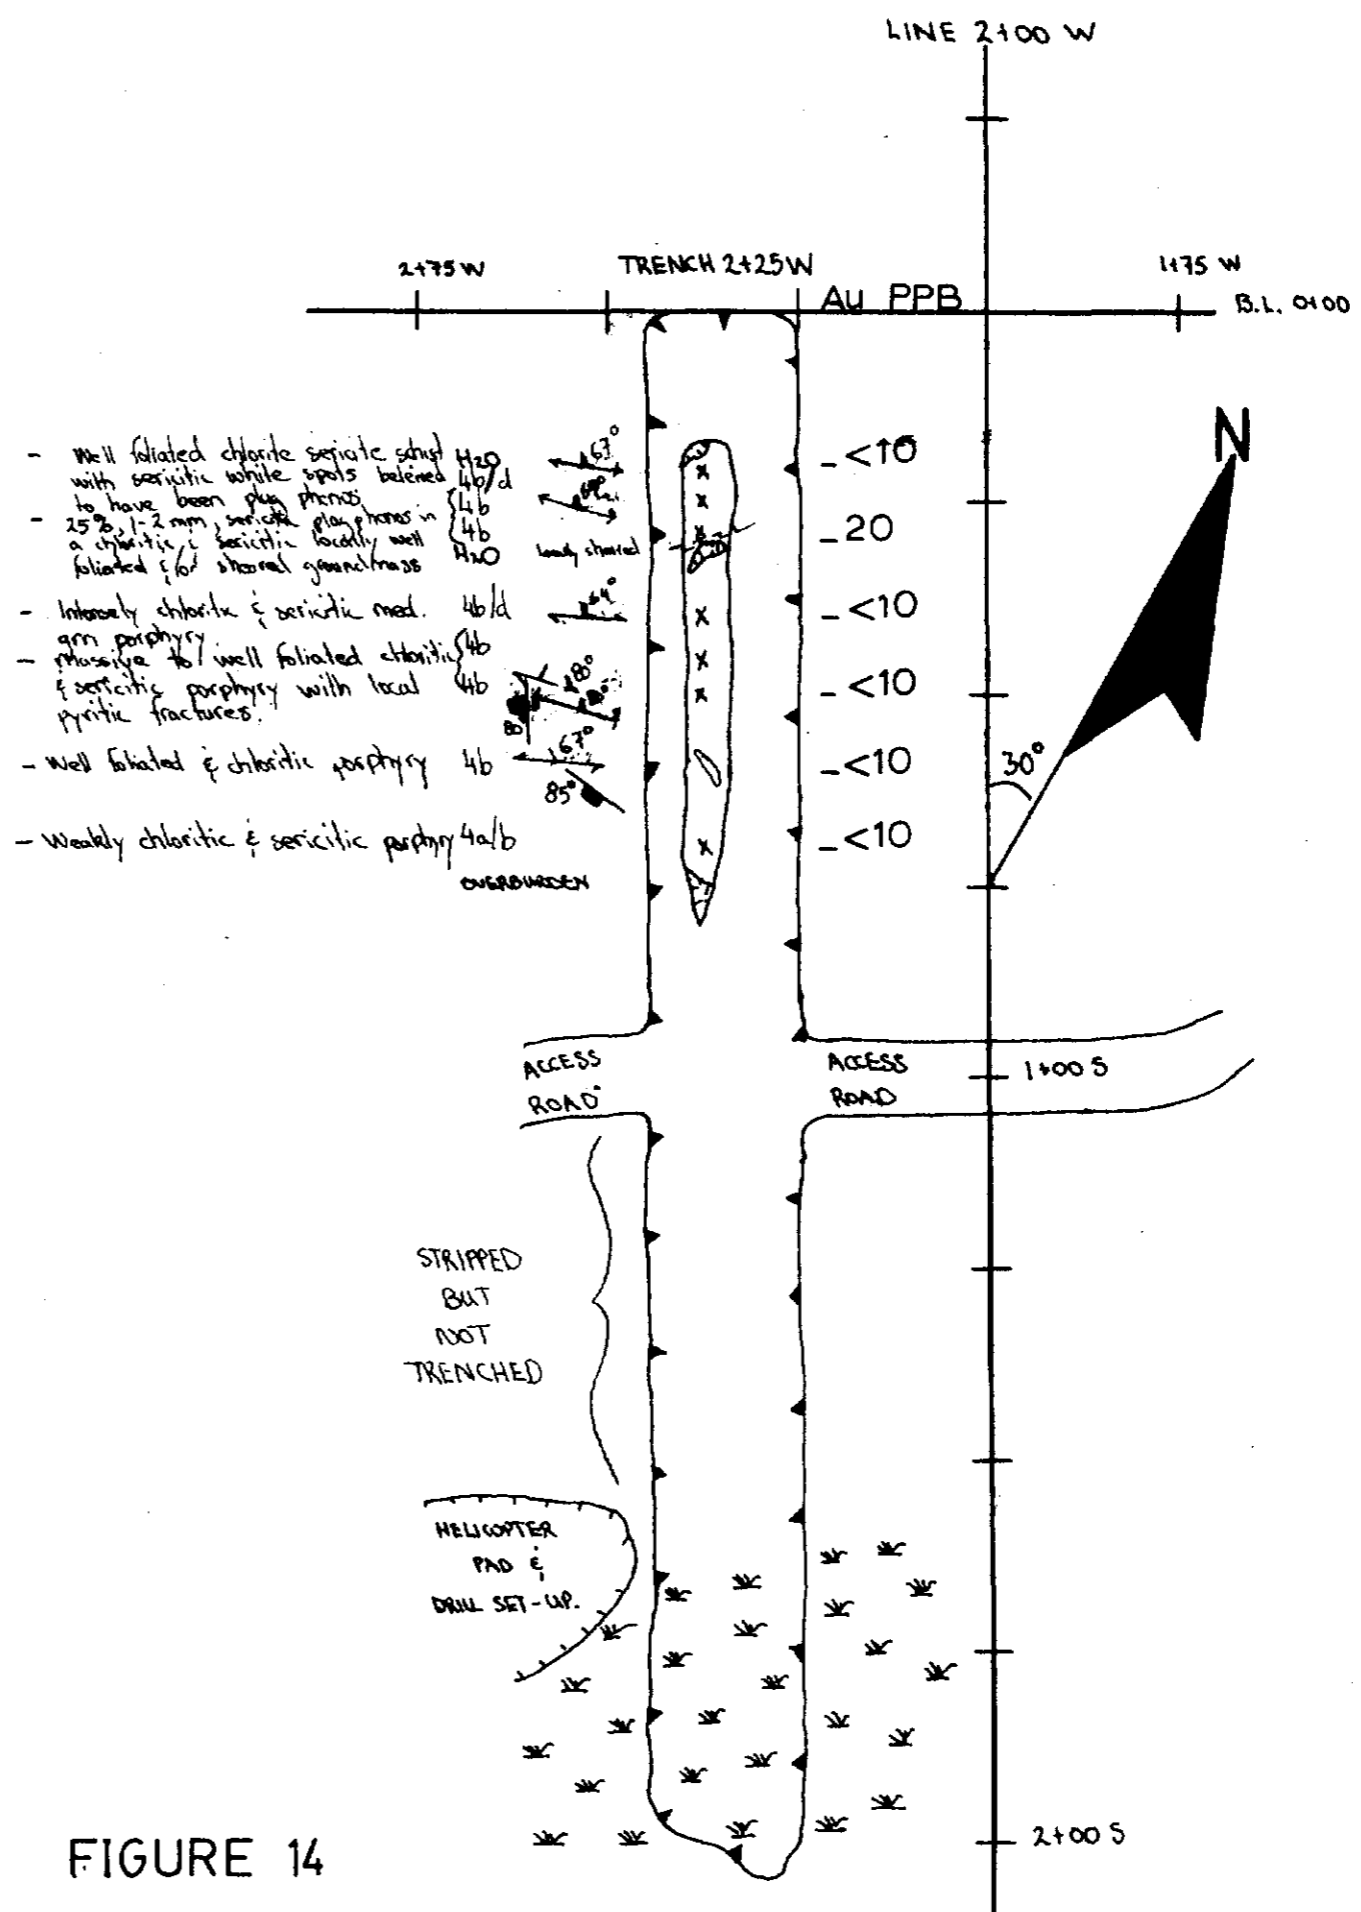 LINE 2+00 W
2+75 W
TRENCH 2+25W
1+75 W
Au PPB
B.L. 0+00
N
- Well foliated chlorite sericite schist H2O
with sericitic white spots believed 4b/d
to have been plag phenos. 4b
- 25%, 1-2 mm, sericitic plag phenos in 4b
a chloritic & sericitic locally well
foliated &/or sheared groundmass H2O
locally sheared
- Intensely chloritic & sericitic med. 4b/d
grn porphyry
- Massive to well foliated chloritic 4b
& sericitic porphyry with local 4b
pyritic fractures.
- Well foliated & chloritic porphyry 4b
- Weakly chloritic & sericitic porphyry 4a/b
OVERBURDEN
67°
64°
80°
80
67°
85°
- <10
- 20
- <10
- <10
- <10
- <10
30°
ACCESS
ROAD
ACCESS
ROAD
1+00 S
STRIPPED
BUT
NOT
TRENCHED
HELICOPTER
PAD &
DRILL SET-UP.
2+00 S
FIGURE 14